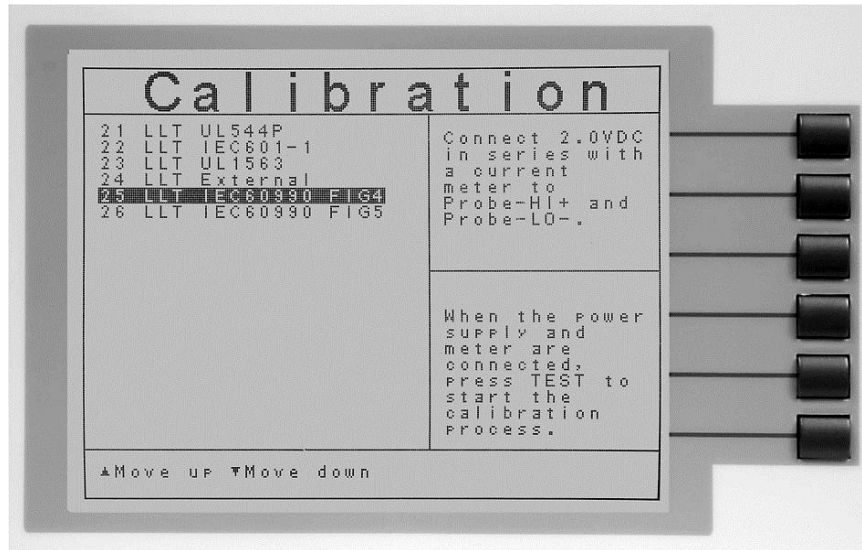 Calibration
21 LLT UL544P
22 LLT IEC601-1
23 LLT UL1563
24 LLT External
25 LLT IEC60990 FIG4
26 LLT IEC60990 FIG5
Connect 2.0VDC
in series with
a current
meter to
Probe-HI+ and
Probe-LO-.
When the power
supply and
meter are
connected,
press TEST to
start the
calibration
process.
▲Move up ▼Move down